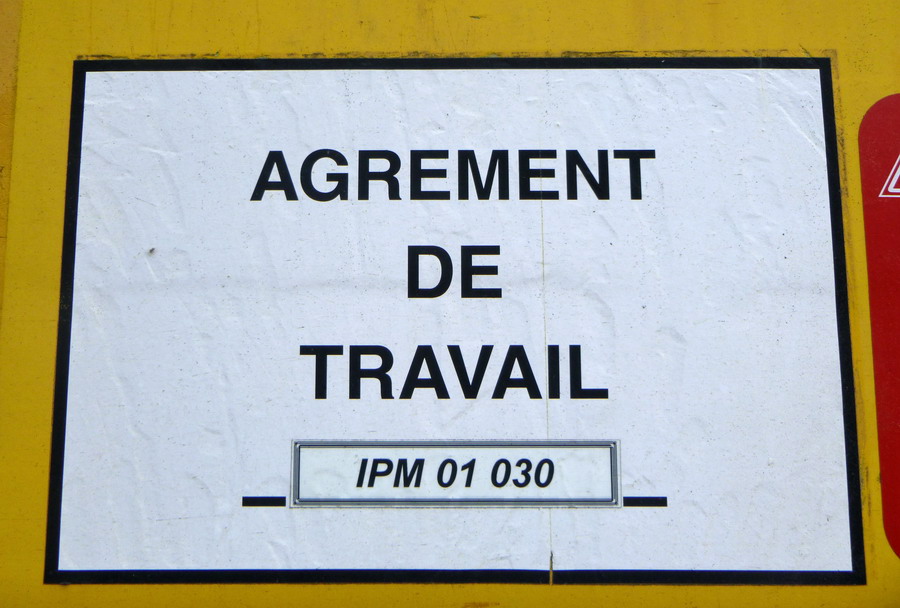 AGREMENT
DE
TRAVAIL
IPM 01 030